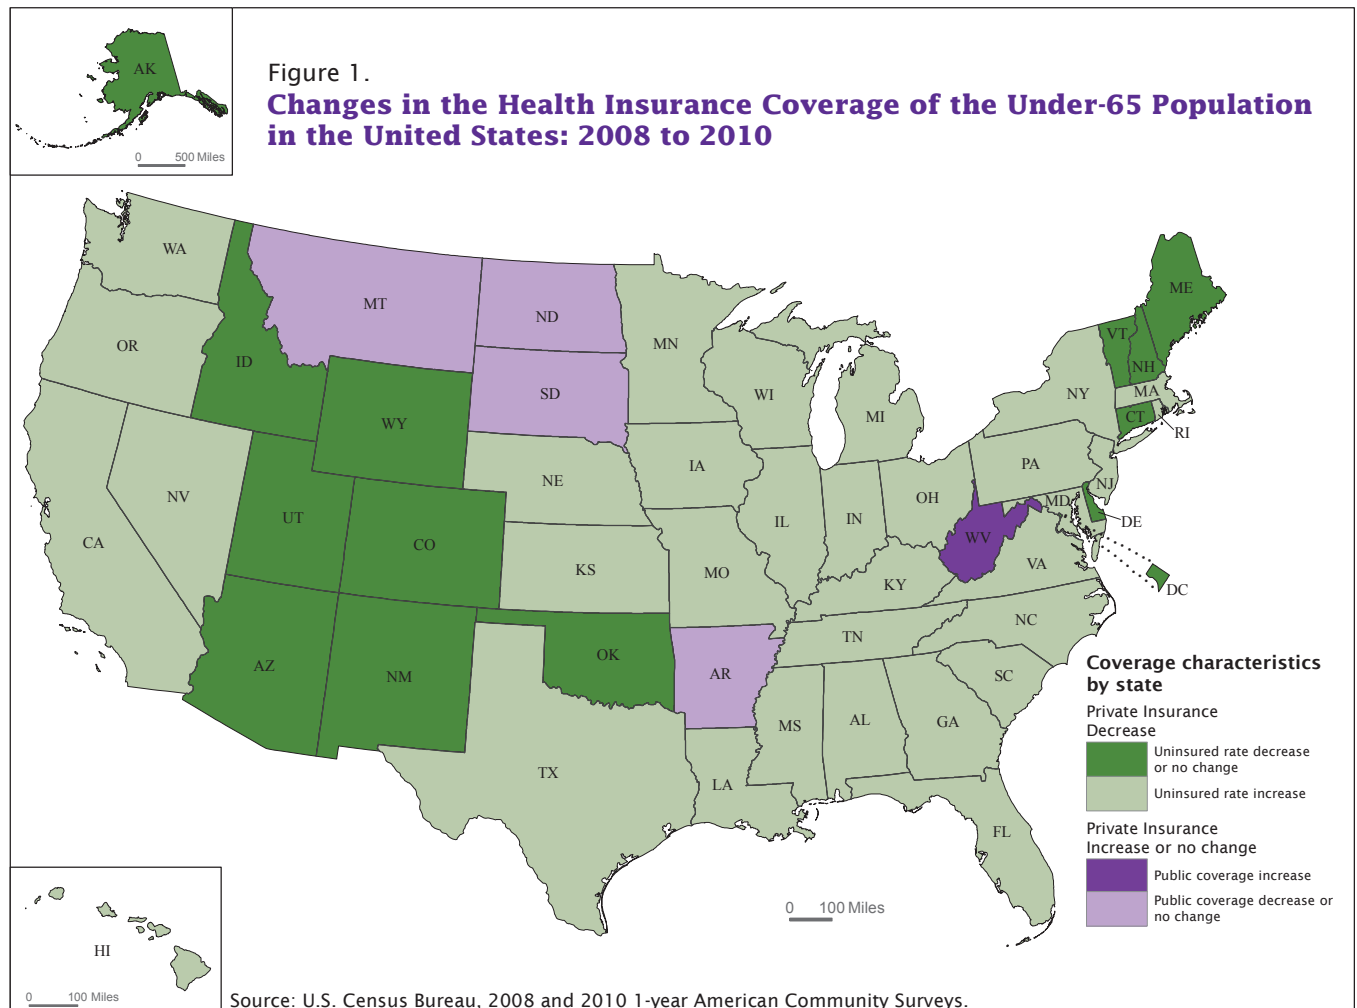 AK
0 500 Miles
Figure 1.
Changes in the Health Insurance Coverage of the Under-65 Population
in the United States: 2008 to 2010
WA
MT
ND
MN
ME
VT
NH
OR
ID
SD
WI
MI
NY
MA
CT
RI
WY
NE
IA
PA
NJ
NV
UT
CO
IL
IN
OH
MD
DE
WV
CA
KS
MO
KY
VA
DC
AZ
NM
OK
AR
TN
NC
SC
MS
AL
GA
TX
LA
FL
Coverage characteristics
by state
Private Insurance
Decrease
Uninsured rate decrease
or no change
Uninsured rate increase
Private Insurance
Increase or no change
Public coverage increase
Public coverage decrease or
no change
0 100 Miles
HI
0 100 Miles
Source: U.S. Census Bureau, 2008 and 2010 1-year American Community Surveys.